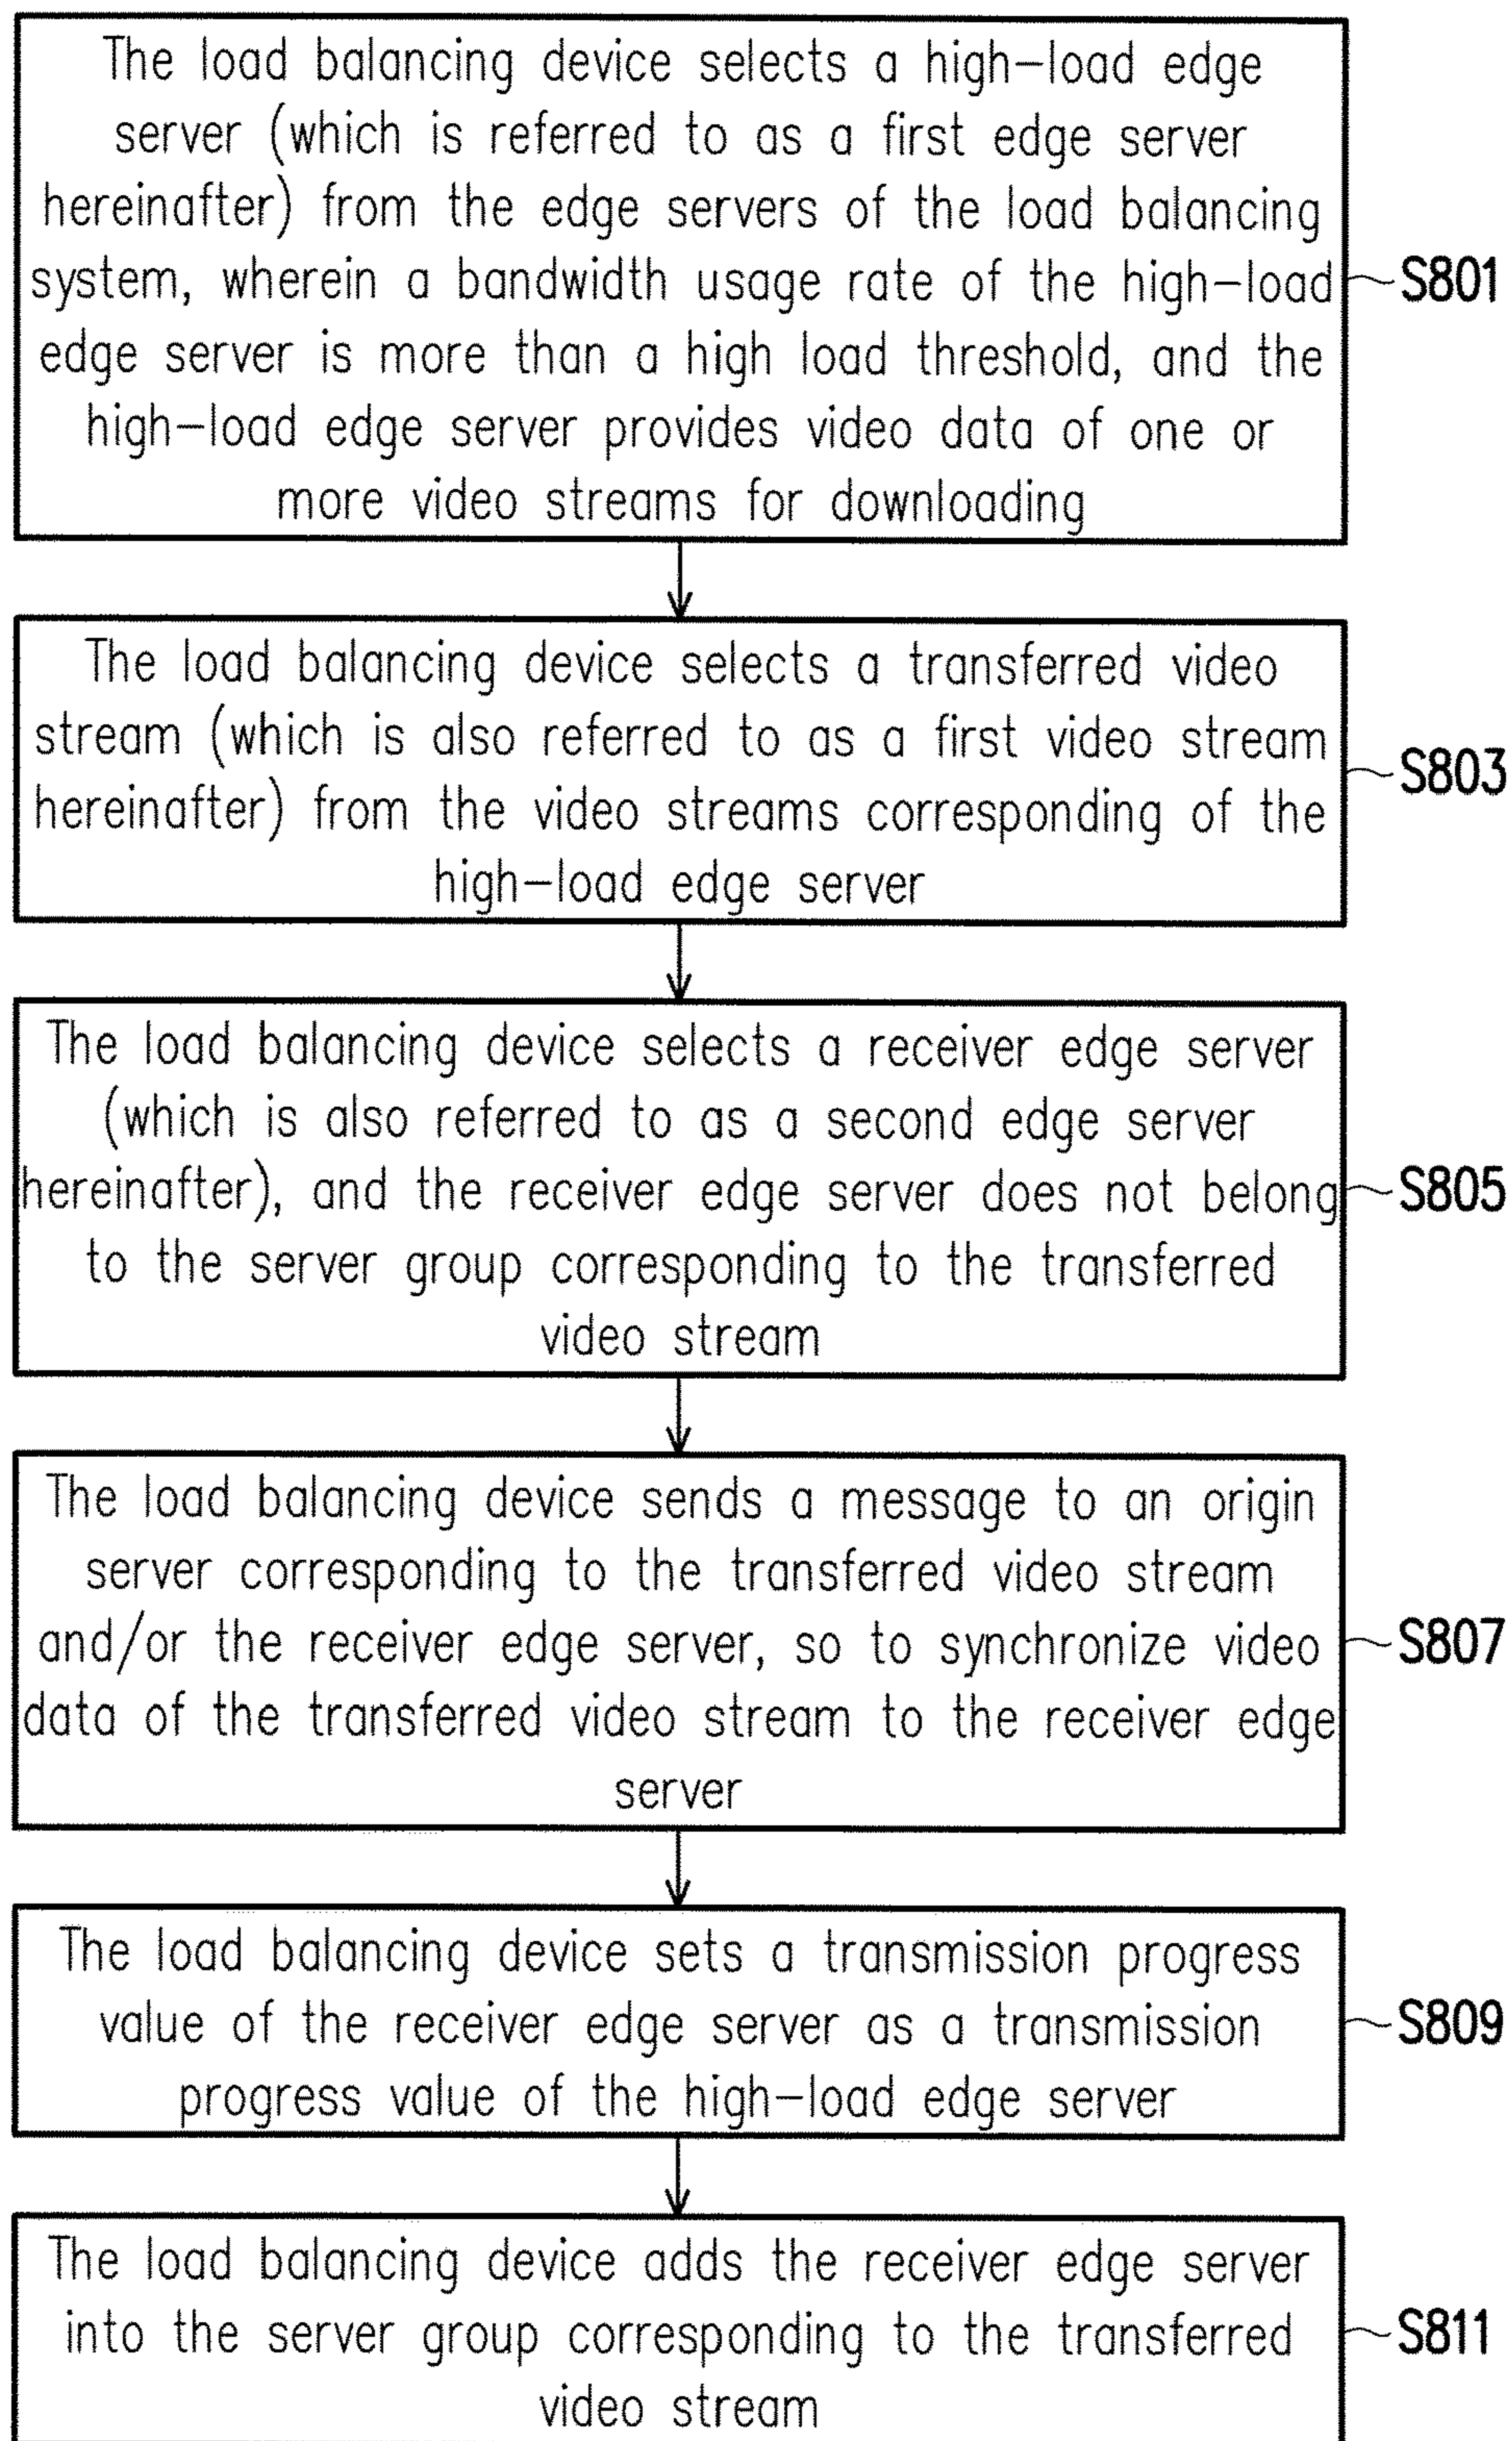 The load balancing device selects a high-load edge
server (which is referred to as a first edge server
hereinafter) from the edge servers of the load balancing
system, wherein a bandwidth usage rate of the high-load
edge server is more than a high load threshold, and the
high-load edge server provides video data of one or
more video streams for downloading
S801
The load balancing device selects a transferred video
stream (which is also referred to as a first video stream
hereinafter) from the video streams corresponding of the
high-load edge server
S803
The load balancing device selects a receiver edge server
(which is also referred to as a second edge server
hereinafter), and the receiver edge server does not belong
to the server group corresponding to the transferred
video stream
S805
The load balancing device sends a message to an origin
server corresponding to the transferred video stream
and/or the receiver edge server, so to synchronize video
data of the transferred video stream to the receiver edge
server
S807
The load balancing device sets a transmission progress
value of the receiver edge server as a transmission
progress value of the high-load edge server
S809
The load balancing device adds the receiver edge server
into the server group corresponding to the transferred
video stream
S811